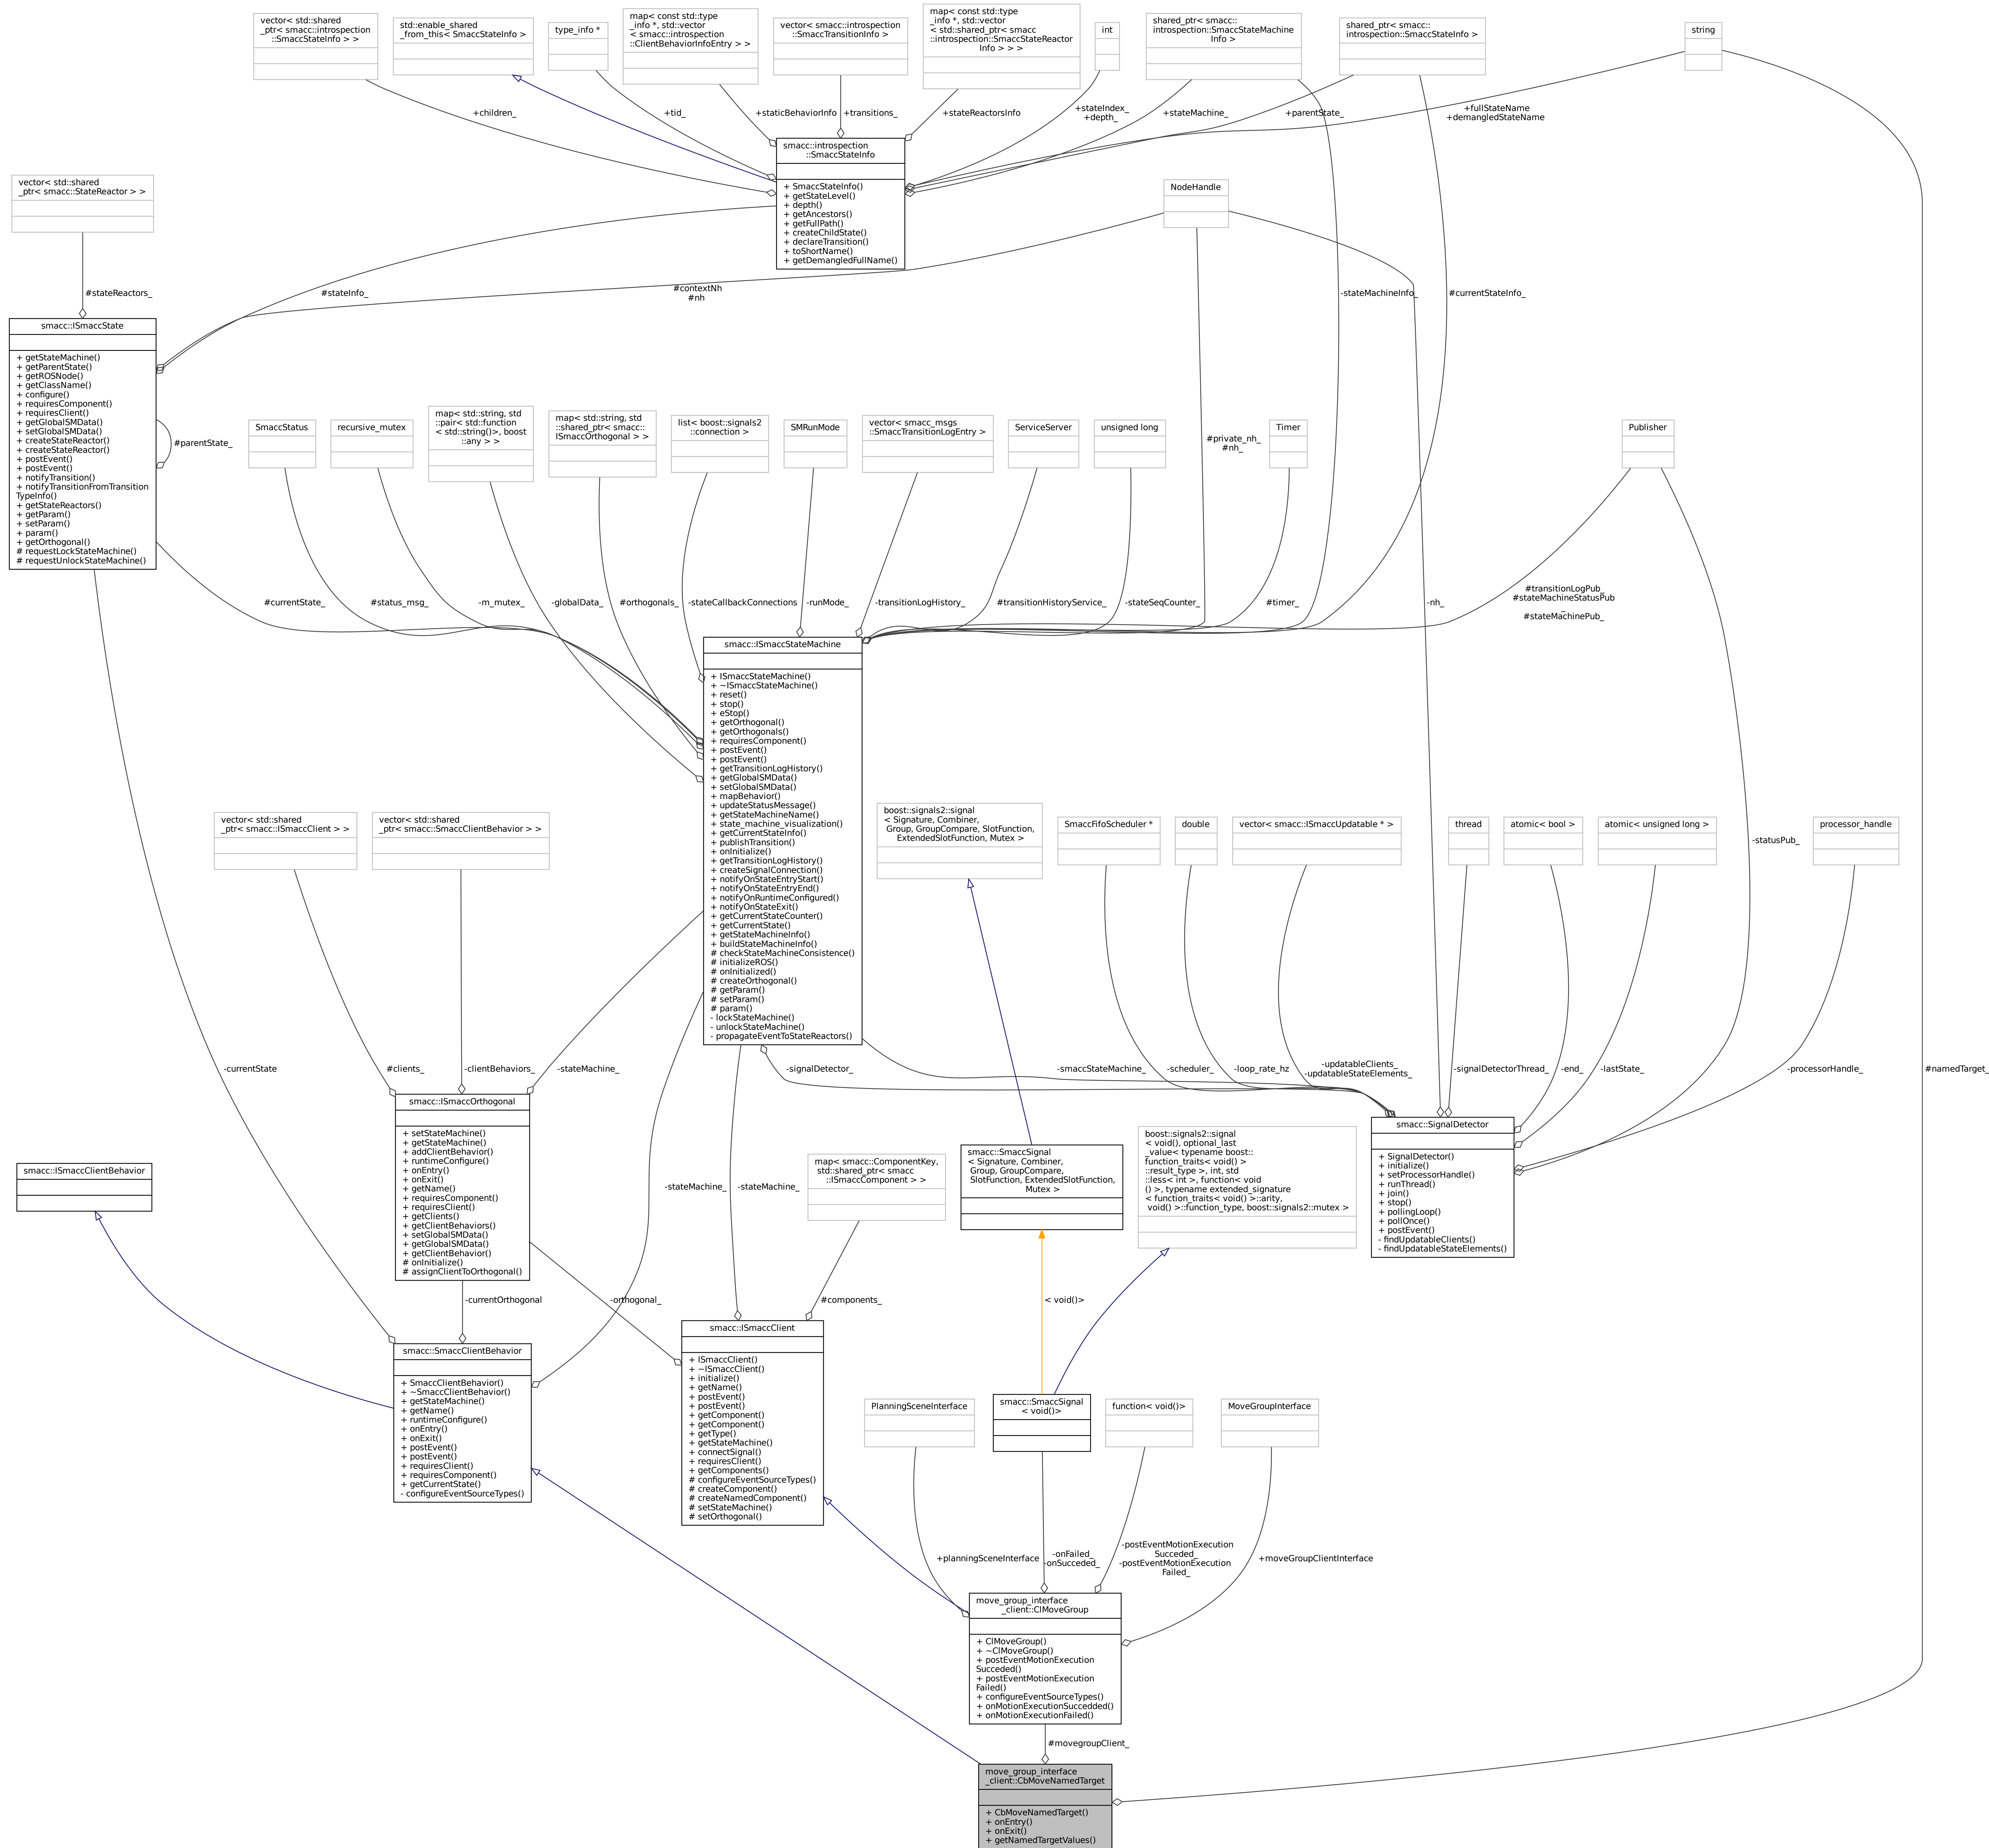 vector< std::shared
_ptr< smacc::introspection
::SmaccStateInfo > >
std::enable_shared
_from_this< SmaccStateInfo >
type_info *
map< const std::type
_info *, std::vector
< smacc::introspection
::ClientBehaviorInfoEntry > >
vector< smacc::introspection
::SmaccTransitionInfo >
map< const std::type
_info *, std::vector
< std::shared_ptr< smacc
::introspection::SmaccStateReactor
Info > > >
int
shared_ptr< smacc::
introspection::SmaccStateMachine
Info >
shared_ptr< smacc::
introspection::SmaccStateInfo >
string
+children_
+tid_
+staticBehaviorInfo
+transitions_
+stateReactorsInfo
+stateIndex_
+depth_
+stateMachine_
+parentState_
+fullStateName
+demangledStateName
smacc::introspection
::SmaccStateInfo
+ SmaccStateInfo()
+ getStateLevel()
+ depth()
+ getAncestors()
+ getFullPath()
+ createChildState()
+ declareTransition()
+ toShortName()
+ getDemangledFullName()
vector< std::shared
_ptr< smacc::StateReactor > >
NodeHandle
#stateReactors_
#stateInfo_
#contextNh
#nh
-stateMachineInfo_
#currentStateInfo_
smacc::ISmaccState
+ getStateMachine()
+ getParentState()
+ getROSNode()
+ getClassName()
+ configure()
+ requiresComponent()
+ requiresClient()
+ getGlobalSMData()
+ setGlobalSMData()
+ createStateReactor()
+ createStateReactor()
+ postEvent()
+ postEvent()
+ notifyTransition()
+ notifyTransitionFromTransition
TypeInfo()
+ getStateReactors()
+ getParam()
+ setParam()
+ param()
+ getOrthogonal()
# requestLockStateMachine()
# requestUnlockStateMachine()
#parentState_
SmaccStatus
recursive_mutex
map< std::string, std
::pair< std::function
< std::string()>, boost
::any > >
map< std::string, std
::shared_ptr< smacc::
ISmaccOrthogonal > >
list< boost::signals2
::connection >
SMRunMode
vector< smacc_msgs
::SmaccTransitionLogEntry >
ServiceServer
unsigned long
#private_nh_
#nh_
Timer
Publisher
#currentState_
#status_msg_
-m_mutex_
-globalData_
#orthogonals_
-stateCallbackConnections
-runMode_
-transitionLogHistory_
#transitionHistoryService_
-stateSeqCounter_
#timer_
-nh_
#transitionLogPub_
#stateMachineStatusPub
_
#stateMachinePub_
smacc::ISmaccStateMachine
+ ISmaccStateMachine()
+ ~ISmaccStateMachine()
+ reset()
+ stop()
+ eStop()
+ getOrthogonal()
+ getOrthogonals()
+ requiresComponent()
+ postEvent()
+ postEvent()
+ getTransitionLogHistory()
+ getGlobalSMData()
+ setGlobalSMData()
+ mapBehavior()
+ updateStatusMessage()
+ getStateMachineName()
+ state_machine_visualization()
+ getCurrentStateInfo()
+ publishTransition()
+ onInitialize()
+ getTransitionLogHistory()
+ createSignalConnection()
+ notifyOnStateEntryStart()
+ notifyOnStateEntryEnd()
+ notifyOnRuntimeConfigured()
+ notifyOnStateExit()
+ getCurrentStateCounter()
+ getCurrentState()
+ getStateMachineInfo()
+ buildStateMachineInfo()
# checkStateMachineConsistence()
# initializeROS()
# onInitialized()
# createOrthogonal()
# getParam()
# setParam()
# param()
- lockStateMachine()
- unlockStateMachine()
- propagateEventToStateReactors()
vector< std::shared
_ptr< smacc::ISmaccClient > >
vector< std::shared
_ptr< smacc::SmaccClientBehavior > >
boost::signals2::signal
< Signature, Combiner,
Group, GroupCompare, SlotFunction,
ExtendedSlotFunction, Mutex >
SmaccFifoScheduler *
double
vector< smacc::ISmaccUpdatable * >
thread
atomic< bool >
atomic< unsigned long >
-statusPub_
processor_handle
-currentState
#clients_
-clientBehaviors_
-stateMachine_
-signalDetector_
-smaccStateMachine_
-scheduler_
-loop_rate_hz
-updatableClients_
-updatableStateElements_
-signalDetectorThread_
-end_
-lastState_
-processorHandle_
#namedTarget_
smacc::ISmaccOrthogonal
+ setStateMachine()
+ getStateMachine()
+ addClientBehavior()
+ runtimeConfigure()
+ onEntry()
+ onExit()
+ getName()
+ requiresComponent()
+ requiresClient()
+ getClients()
+ getClientBehaviors()
+ setGlobalSMData()
+ getGlobalSMData()
+ getClientBehavior()
# onInitialize()
# assignClientToOrthogonal()
smacc::SignalDetector
+ SignalDetector()
+ initialize()
+ setProcessorHandle()
+ runThread()
+ join()
+ stop()
+ pollingLoop()
+ pollOnce()
+ postEvent()
- findUpdatableClients()
- findUpdatableStateElements()
smacc::ISmaccClientBehavior
-stateMachine_
-stateMachine_
map< smacc::ComponentKey,
std::shared_ptr< smacc
::ISmaccComponent > >
smacc::SmaccSignal
< Signature, Combiner,
Group, GroupCompare,
SlotFunction, ExtendedSlotFunction,
Mutex >
boost::signals2::signal
< void(), optional_last
_value< typename boost::
function_traits< void() >
::result_type >, int, std
::less< int >, function< void
() >, typename extended_signature
< function_traits< void() >::arity,
void() >::function_type, boost::signals2::mutex >
-currentOrthogonal
-orthogonal_
#components_
< void()>
smacc::SmaccClientBehavior
+ SmaccClientBehavior()
+ ~SmaccClientBehavior()
+ getStateMachine()
+ getName()
+ runtimeConfigure()
+ onEntry()
+ onExit()
+ postEvent()
+ postEvent()
+ requiresClient()
+ requiresComponent()
+ getCurrentState()
- configureEventSourceTypes()
smacc::ISmaccClient
+ ISmaccClient()
+ ~ISmaccClient()
+ initialize()
+ getName()
+ postEvent()
+ postEvent()
+ getComponent()
+ getComponent()
+ getType()
+ getStateMachine()
+ connectSignal()
+ requiresClient()
+ getComponents()
# configureEventSourceTypes()
# createComponent()
# createNamedComponent()
# setStateMachine()
# setOrthogonal()
PlanningSceneInterface
smacc::SmaccSignal
< void()>
function< void()>
MoveGroupInterface
+planningSceneInterface
-onFailed_
-onSucceded_
-postEventMotionExecution
Succeded_
-postEventMotionExecution
Failed_
+moveGroupClientInterface
move_group_interface
_client::ClMoveGroup
+ ClMoveGroup()
+ ~ClMoveGroup()
+ postEventMotionExecution
Succeded()
+ postEventMotionExecution
Failed()
+ configureEventSourceTypes()
+ onMotionExecutionSuccedded()
+ onMotionExecutionFailed()
#movegroupClient_
move_group_interface
_client::CbMoveNamedTarget
+ CbMoveNamedTarget()
+ onEntry()
+ onExit()
+ getNamedTargetValues()